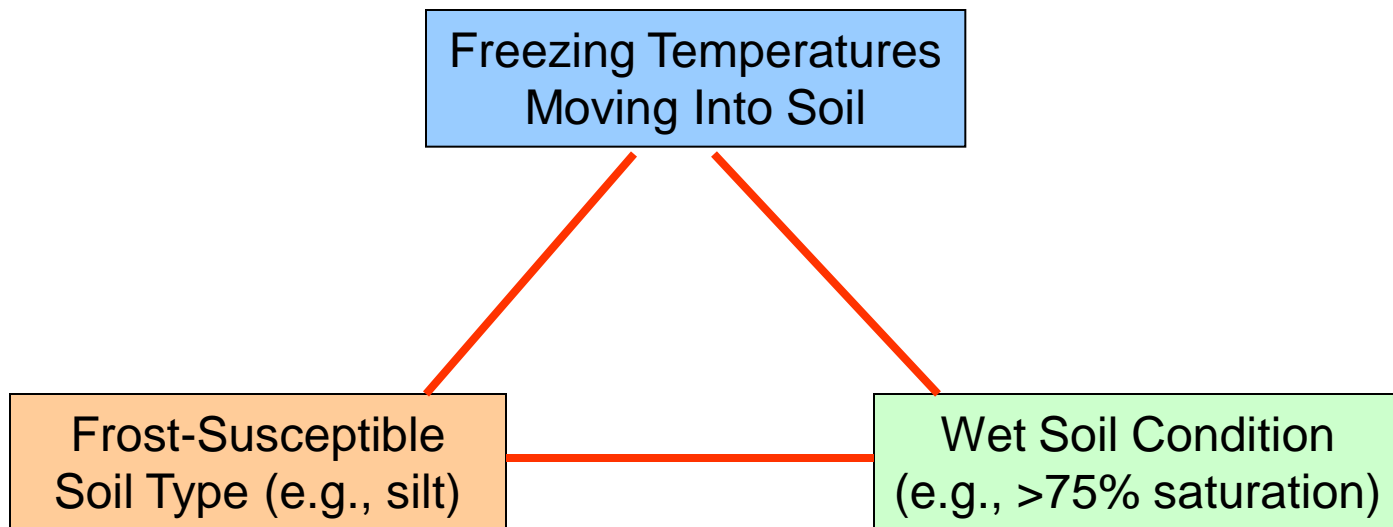 Freezing Temperatures
Moving Into Soil
Frost-Susceptible
Soil Type (e.g., silt)
Wet Soil Condition
(e.g., >75% saturation)